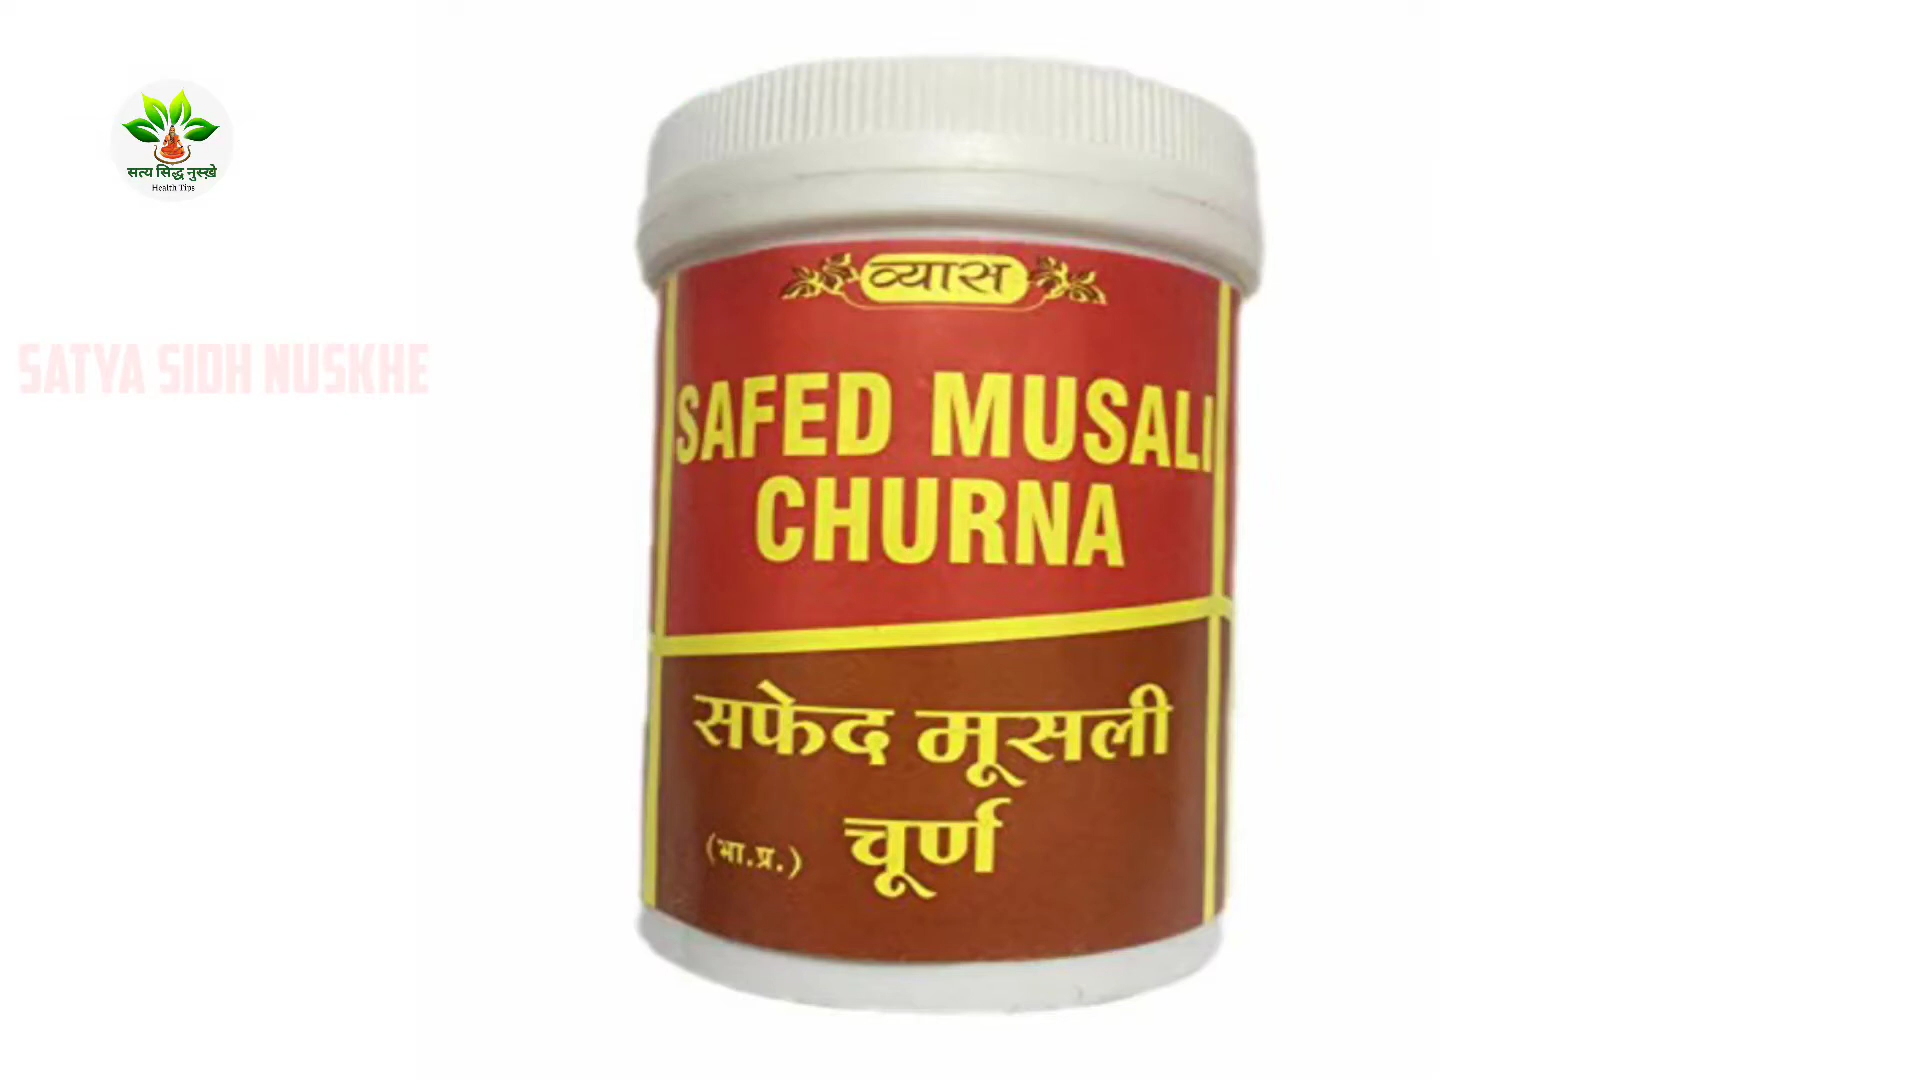 सत्य सिद्ध नुस्ख़े
Health Tips
SATYA SIDH NUSKHE
व्यास
SAFED MUSALI
CHURNA
सफेद मूसली
चूर्ण
(भा.प्र.)